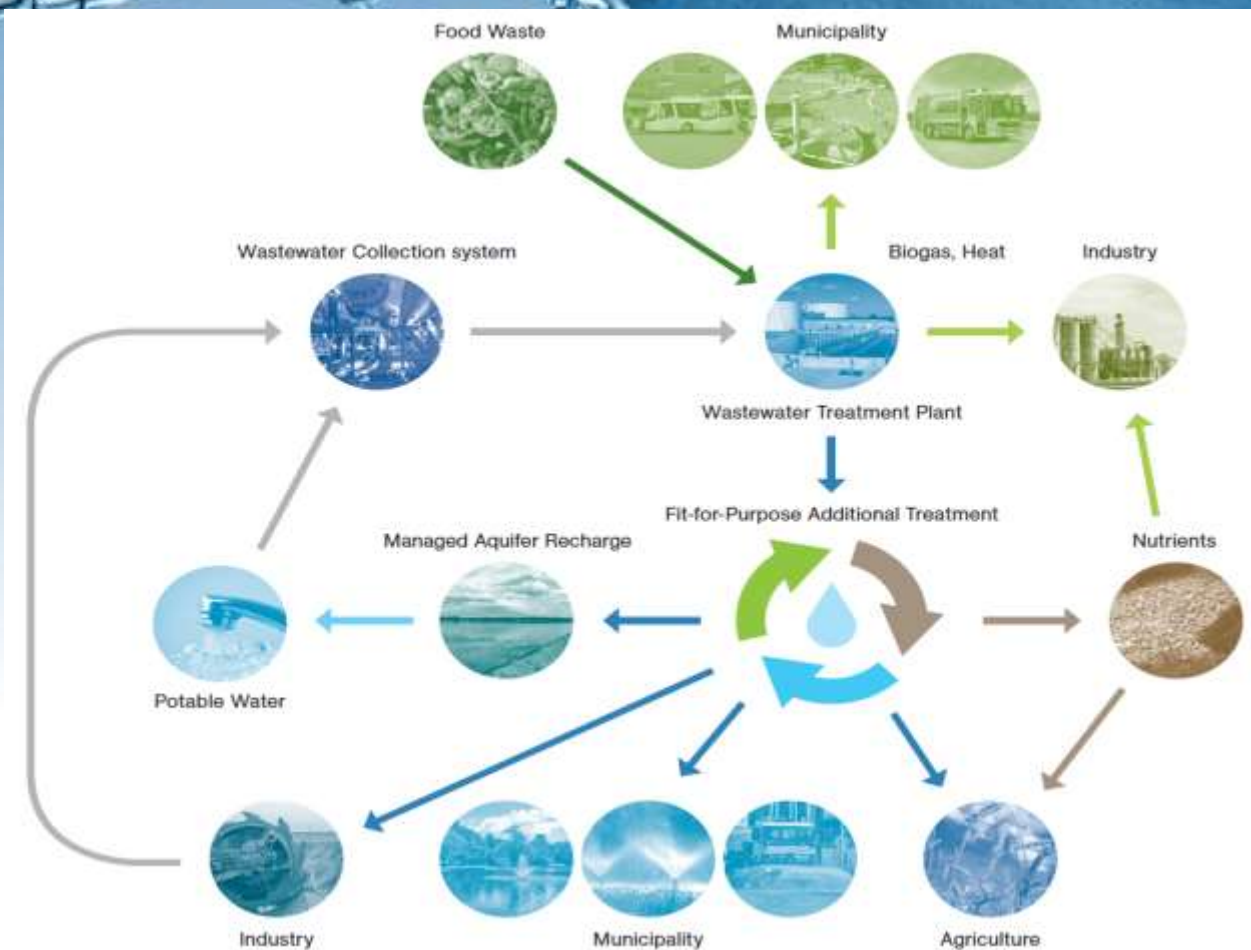 Food Waste
Municipality
Wastewater Collection system
Biogas, Heat
Industry
Wastewater Treatment Plant
Fit-for-Purpose Additional Treatment
Managed Aquifer Recharge
Nutrients
Potable Water
Industry
Municipality
Agriculture